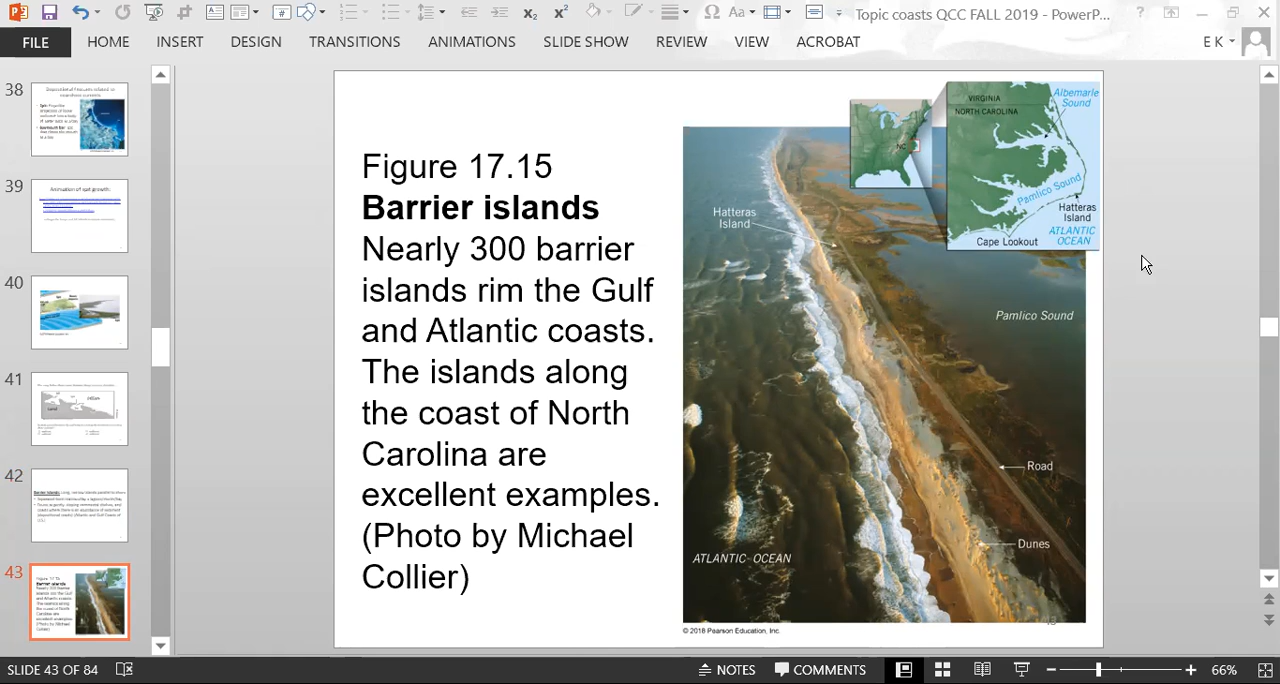 Topic coasts QCC FALL 2019 - PowerP...
FILE
HOME
INSERT
DESIGN
TRANSITIONS
ANIMATIONS
SLIDE SHOW
REVIEW
VIEW
ACROBAT
E K
38
39
Animation of spit growth:
40
41
42
43
Figure 17.15
Barrier islands
Nearly 300 barrier
islands rim the Gulf
and Atlantic coasts.
The islands along
the coast of North
Carolina are
excellent examples.
(Photo by Michael
Collier)
VIRGINIA
NORTH CAROLINA
Albemarle
Sound
NC
Pamlico Sound
Hatteras
Island
ATLANTIC
OCEAN
Cape Lookout
Hatteras
Island
Pamlico Sound
Road
Dunes
ATLANTIC OCEAN
© 2018 Pearson Education, Inc.
43
SLIDE 43 OF 84
NOTES
COMMENTS
66%